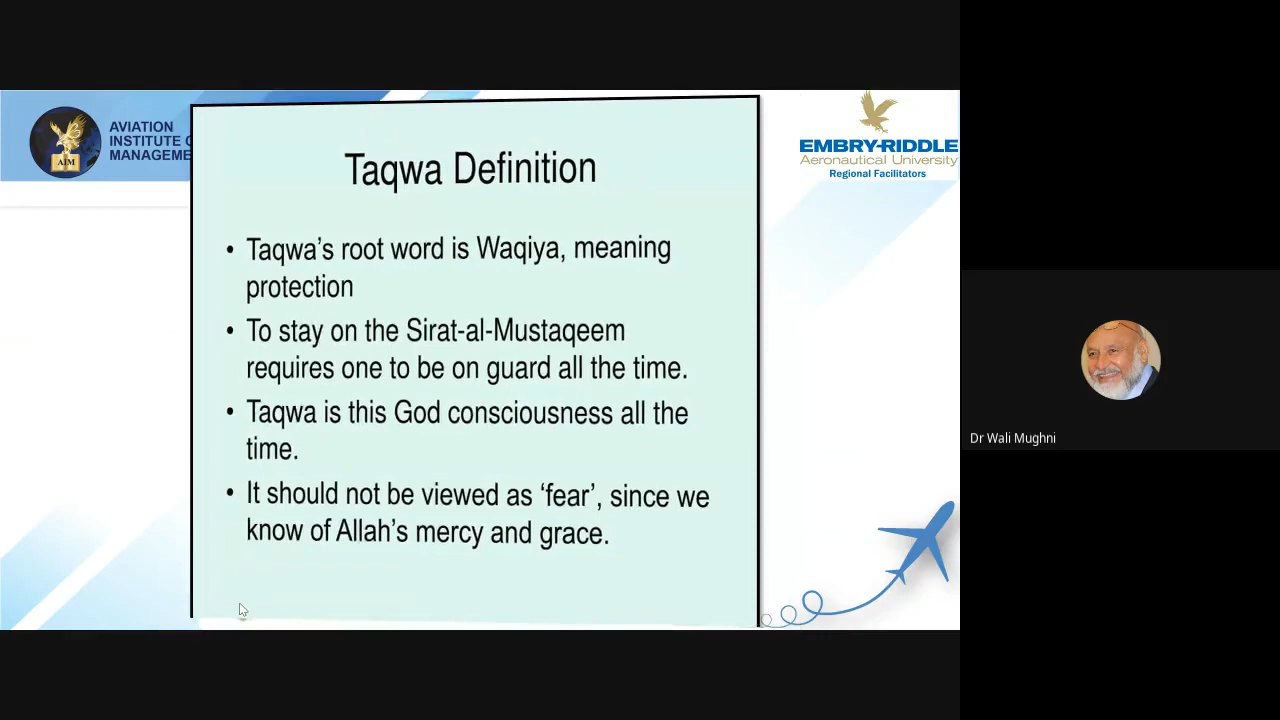 AVIATION
INSTITUTE
MANAGEME
AIM
EMBRY-RIDDLE
Aeronautical University
Regional Facilitators
Taqwa Definition
• Taqwa’s root word is Waqiya, meaning
protection
• To stay on the Sirat-al-Mustaqeem
requires one to be on guard all the time.
• Taqwa is this God consciousness all the
time.
• It should not be viewed as ‘fear’, since we
know of Allah’s mercy and grace.
Dr Wali Mughni